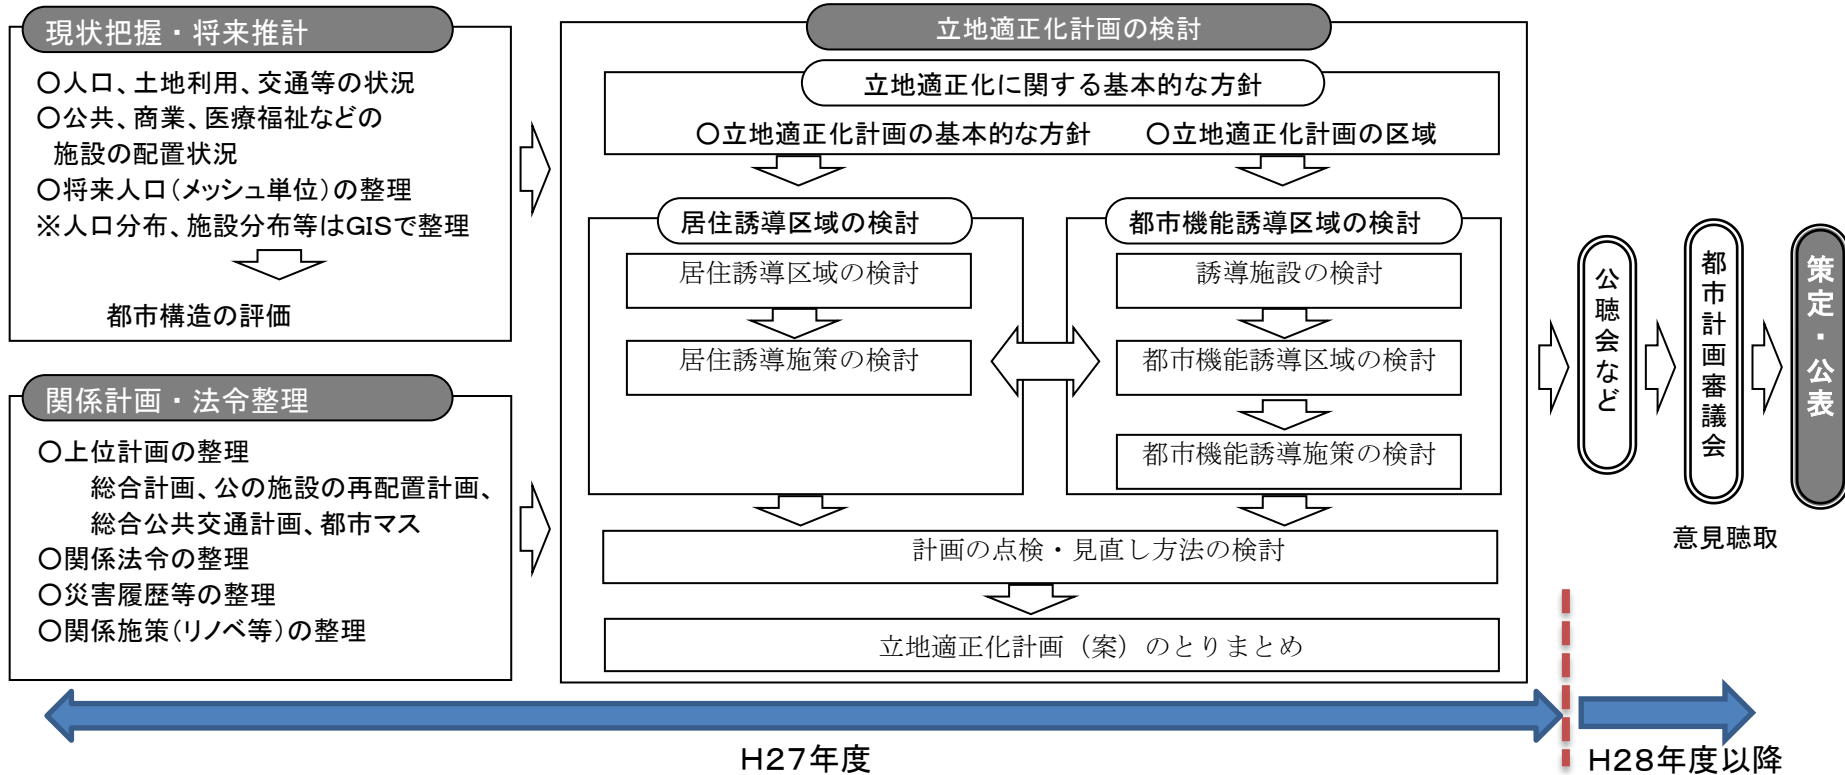 現状把握・将来推計
○人口、土地利用、交通等の状況
○公共、商業、医療福祉などの
施設の配置状況
○将来人口(メッシュ単位)の整理
※人口分布、施設分布等はGISで整理
都市構造の評価
関係計画・法令整理
○上位計画の整理
総合計画、公の施設の再配置計画、
総合公共交通計画、都市マス
○関係法令の整理
○災害履歴等の整理
○関係施策(リノベ等)の整理
立地適正化計画の検討
立地適正化に関する基本的な方針
○立地適正化計画の基本的な方針 ○立地適正化計画の区域
居住誘導区域の検討
居住誘導区域の検討
居住誘導施策の検討
都市機能誘導区域の検討
誘導施設の検討
都市機能誘導区域の検討
都市機能誘導施策の検討
計画の点検・見直し方法の検討
立地適正化計画（案）のとりまとめ
公聴会など
都市計画審議会
意見聴取
策定・公表
H27年度
H28年度以降